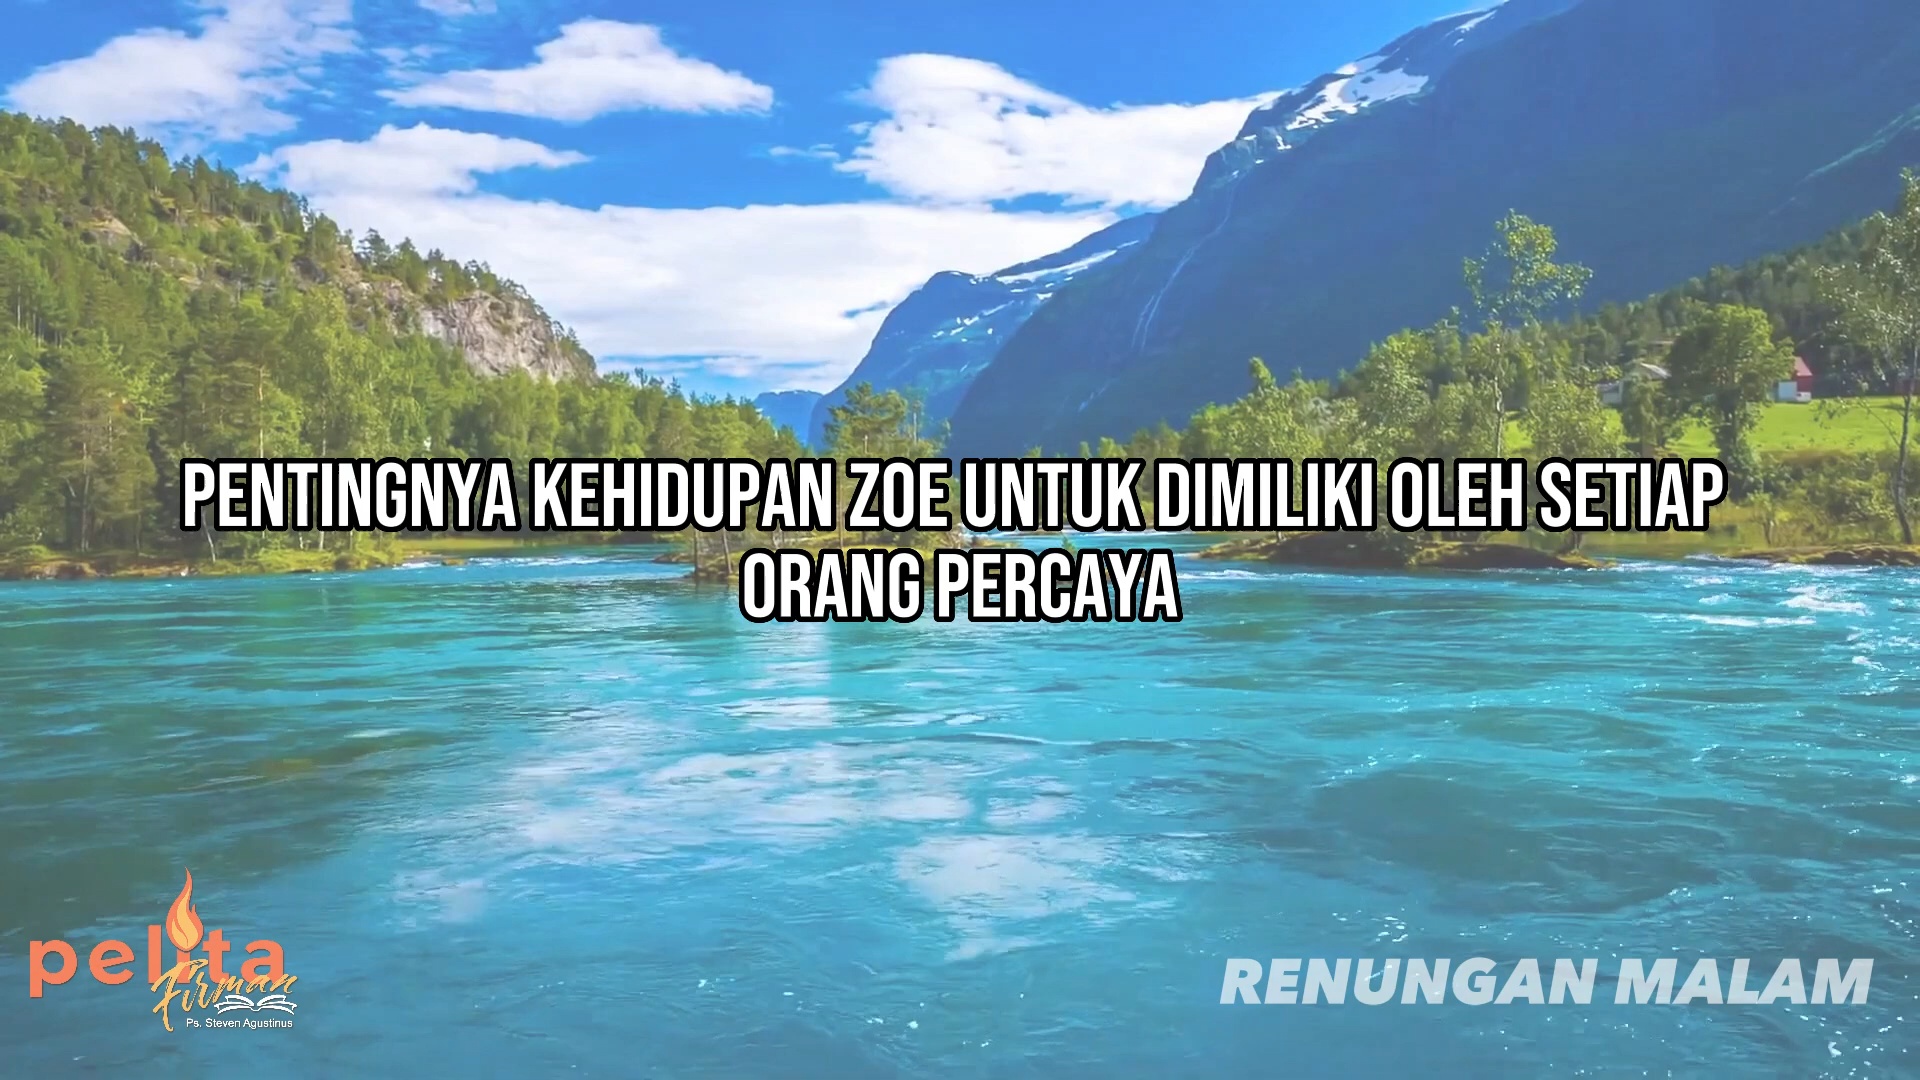 PENTINGNYA KEHIDUPAN ZOE UNTUK DIMILIKI OLEH SETIAP
ORANG PERCAYA
pelita
Firman
Ps. Steven Agustinus
RENUNGAN MALAM